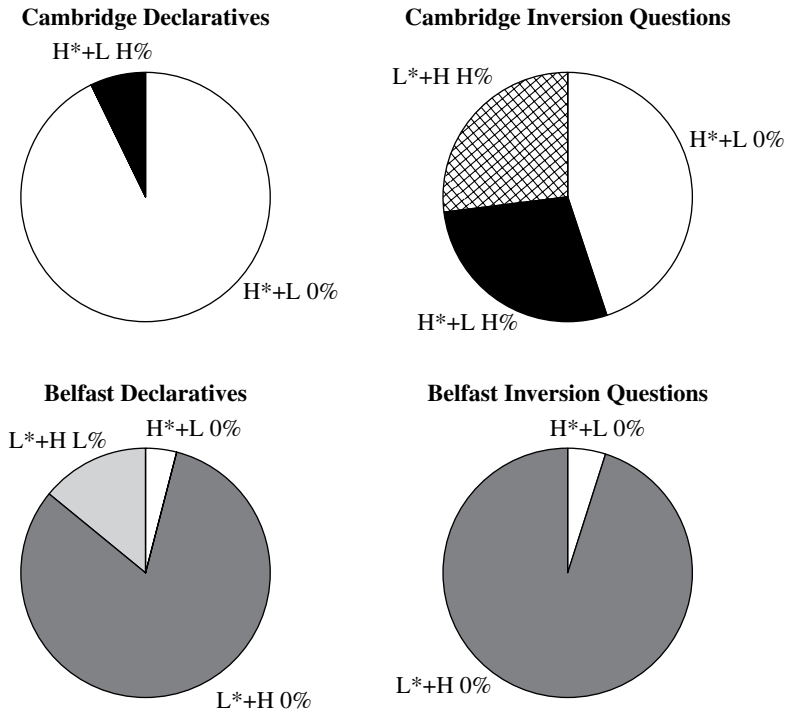 Cambridge Declaratives
H*+L H%
H*+L 0%
Cambridge Inversion Questions
L*+H H%
H*+L 0%
H*+L H%
Belfast Declaratives
L*+H L%
H*+L 0%
L*+H 0%
Belfast Inversion Questions
H*+L 0%
L*+H 0%